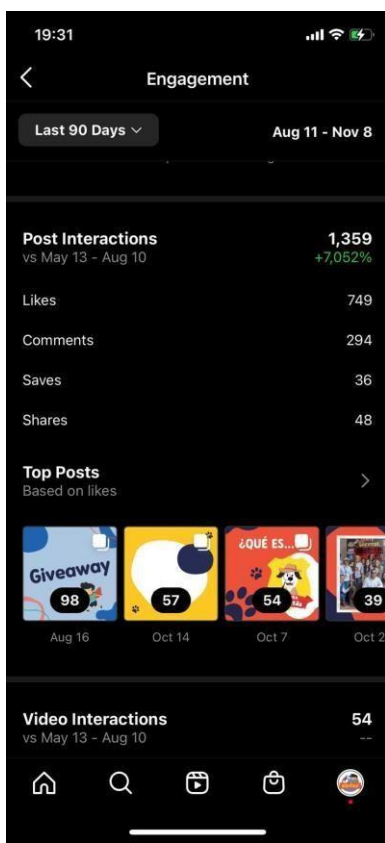 19:31
Engagement
Last 90 Days
Aug 11 - Nov 8
Post Interactions
1,359
vs May 13 - Aug 10
+7,052%
Likes
749
Comments
294
Saves
36
Shares
48
Top Posts
Based on likes
Giveaway
98
57
¿QUÉ ES...
54
39
Aug 16
Oct 14
Oct 7
Oct 2
Video Interactions
54
vs May 13 - Aug 10
--